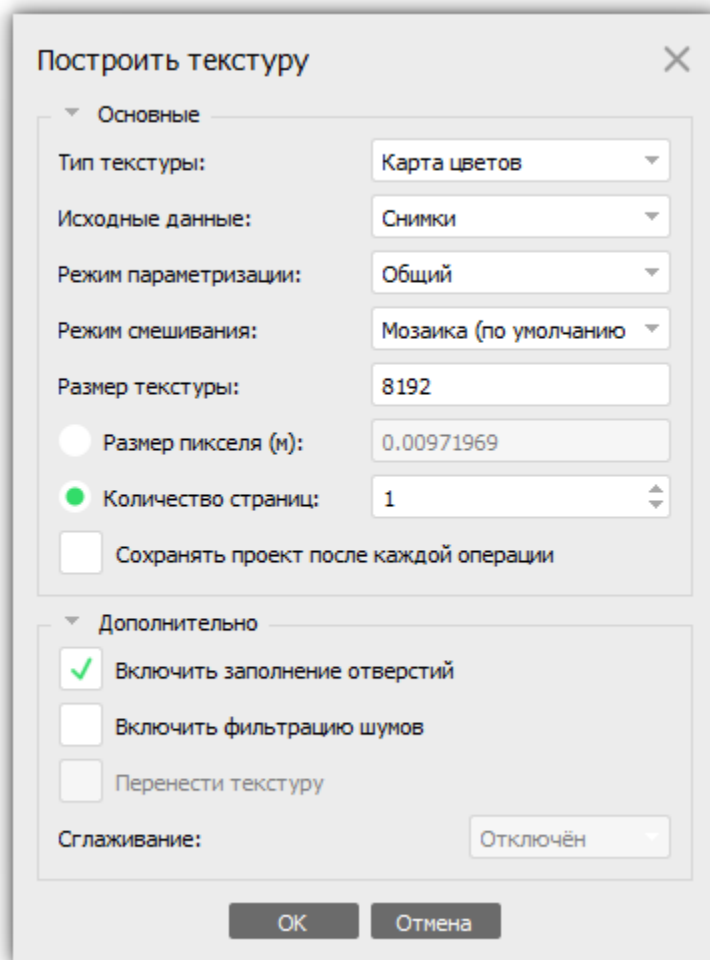 Построить текстуру
Основные
Тип текстуры: Карта цветов
Исходные данные: Снимки
Режим параметризации: Общий
Режим смешивания: Мозаика (по умолчанию
Размер текстуры: 8192
Размер пикселя (м): 0.00971969
Количество страниц: 1
Сохранять проект после каждой операции
Дополнительно
Включить заполнение отверстий
Включить фильтрацию шумов
Перенести текстуру
Сглаживание: Отключён
OK Отмена